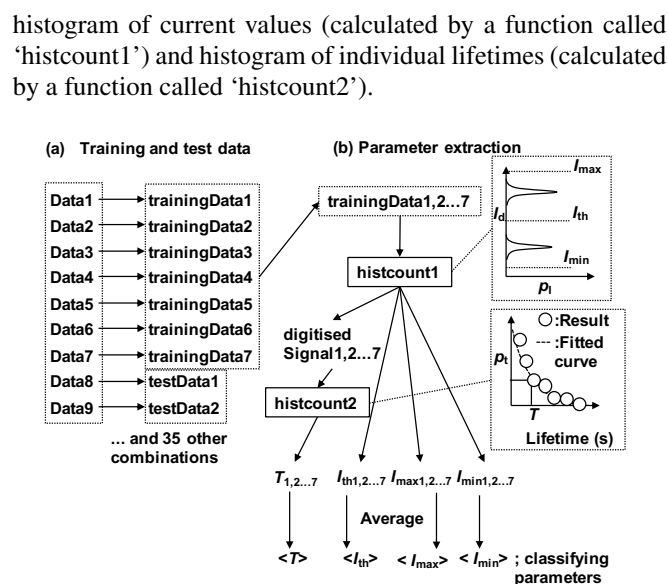 histogram of current values (calculated by a function called
‘histcount1’) and histogram of individual lifetimes (calculated
by a function called ‘histcount2’).
(a) Training and test data
Data1 trainingData1
Data2 trainingData2
Data3 trainingData3
Data4 trainingData4
Data5 trainingData5
Data6 trainingData6
Data7 trainingData7
Data8 testData1
Data9 testData2
... and 35 other
combinations
(b) Parameter extraction
trainingData1,2...7
histcount1
digitised
Signal1,2...7
histcount2
Imax
Id
Ith
Imin
pI
:Result
:Fitted
curve
pt
T
Lifetime (s)
T1,2...7 Ith1,2...7 Imax1,2...7 Imin1,2...7
Average
<T> <Ith> <Imax> <Imin> ; classifying
parameters